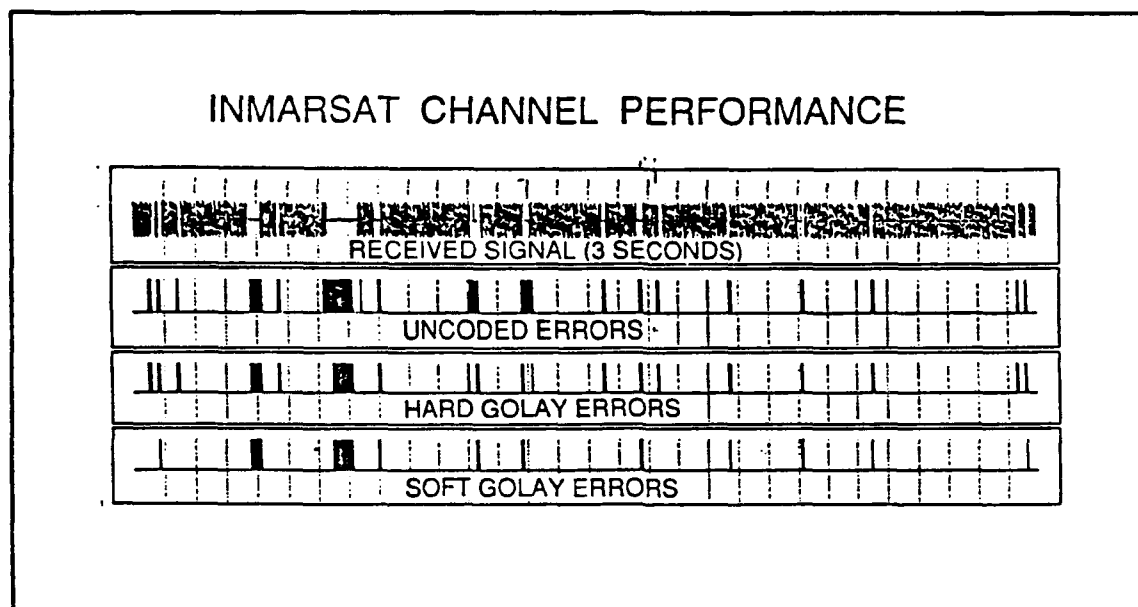 INMARSAT CHANNEL PERFORMANCE
RECEIVED SIGNAL (3 SECONDS)
UNCODED ERRORS
HARD GOLAY ERRORS
SOFT GOLAY ERRORS